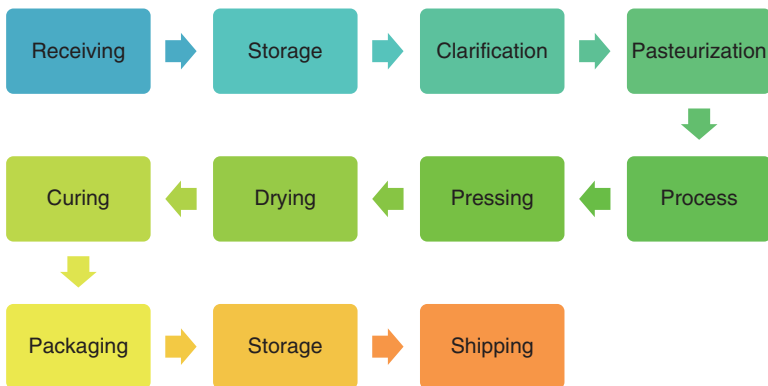 Receiving
Storage
Clarification
Pasteurization
Process
Pressing
Drying
Curing
Packaging
Storage
Shipping